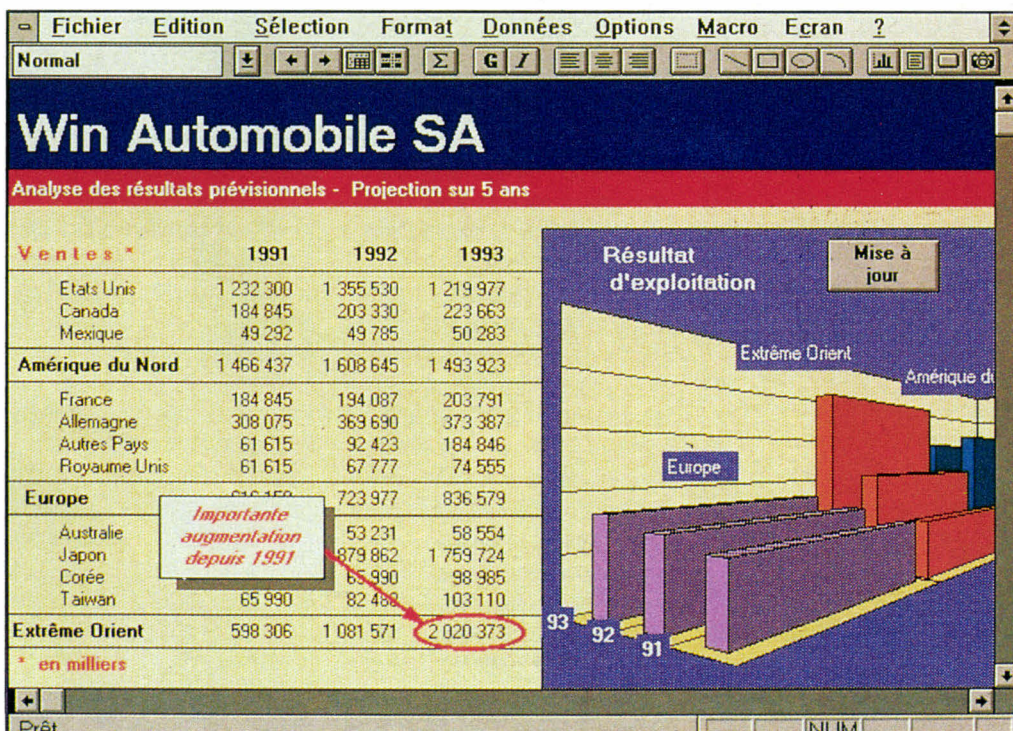 Fichier Edition Sélection Format Données Options Macro Ecran ?
Normal
Σ G I
Win Automobile SA
Analyse des résultats prévisionnels - Projection sur 5 ans
Ventes * 1991 1992 1993
Etats Unis 1 232 300 1 355 530 1 219 977
Canada 184 845 203 330 223 663
Mexique 49 292 49 785 50 283
Amérique du Nord 1 466 437 1 608 645 1 493 923
France 184 845 194 087 203 791
Allemagne 308 075 369 690 373 387
Autres Pays 61 615 92 423 184 846
Royaume Unis 61 615 67 777 74 555
Europe 723 977 836 579
Importante
augmentation
depuis 1991
Australie 53 231 58 554
Japon 879 862 1 759 724
Corée 65 990 98 985
Taiwan 65 990 82 488 103 110
Extrême Orient 598 306 1 081 571 2 020 373
* en milliers
Résultat
d'exploitation
Mise à
jour
Extrême Orient
Amérique du
Europe
93
92
91
Prêt NUM